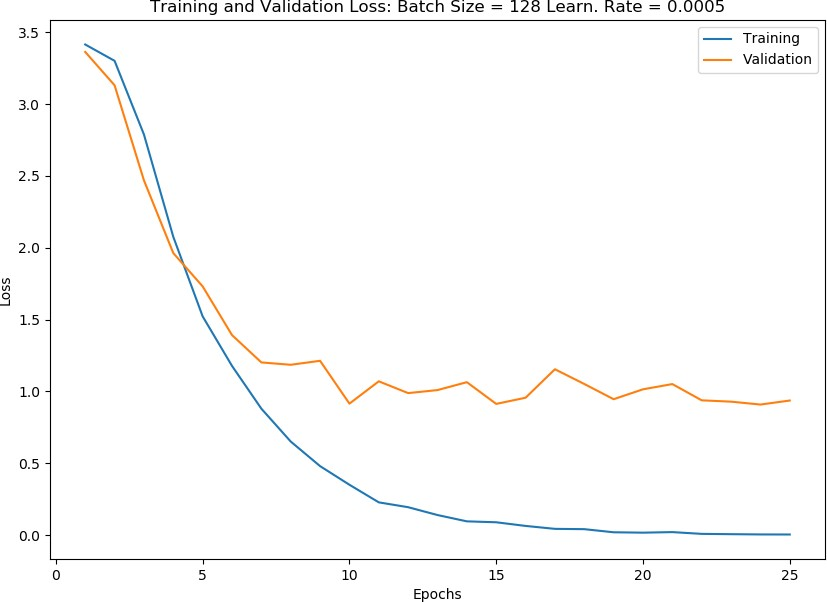 Training and Validation Loss: Batch Size = 128 Learn. Rate = 0.0005
Training
Validation
3.5
3.0
2.5
2.0
1.5
1.0
0.5
0.0
Loss
0
5
10
15
20
25
Epochs